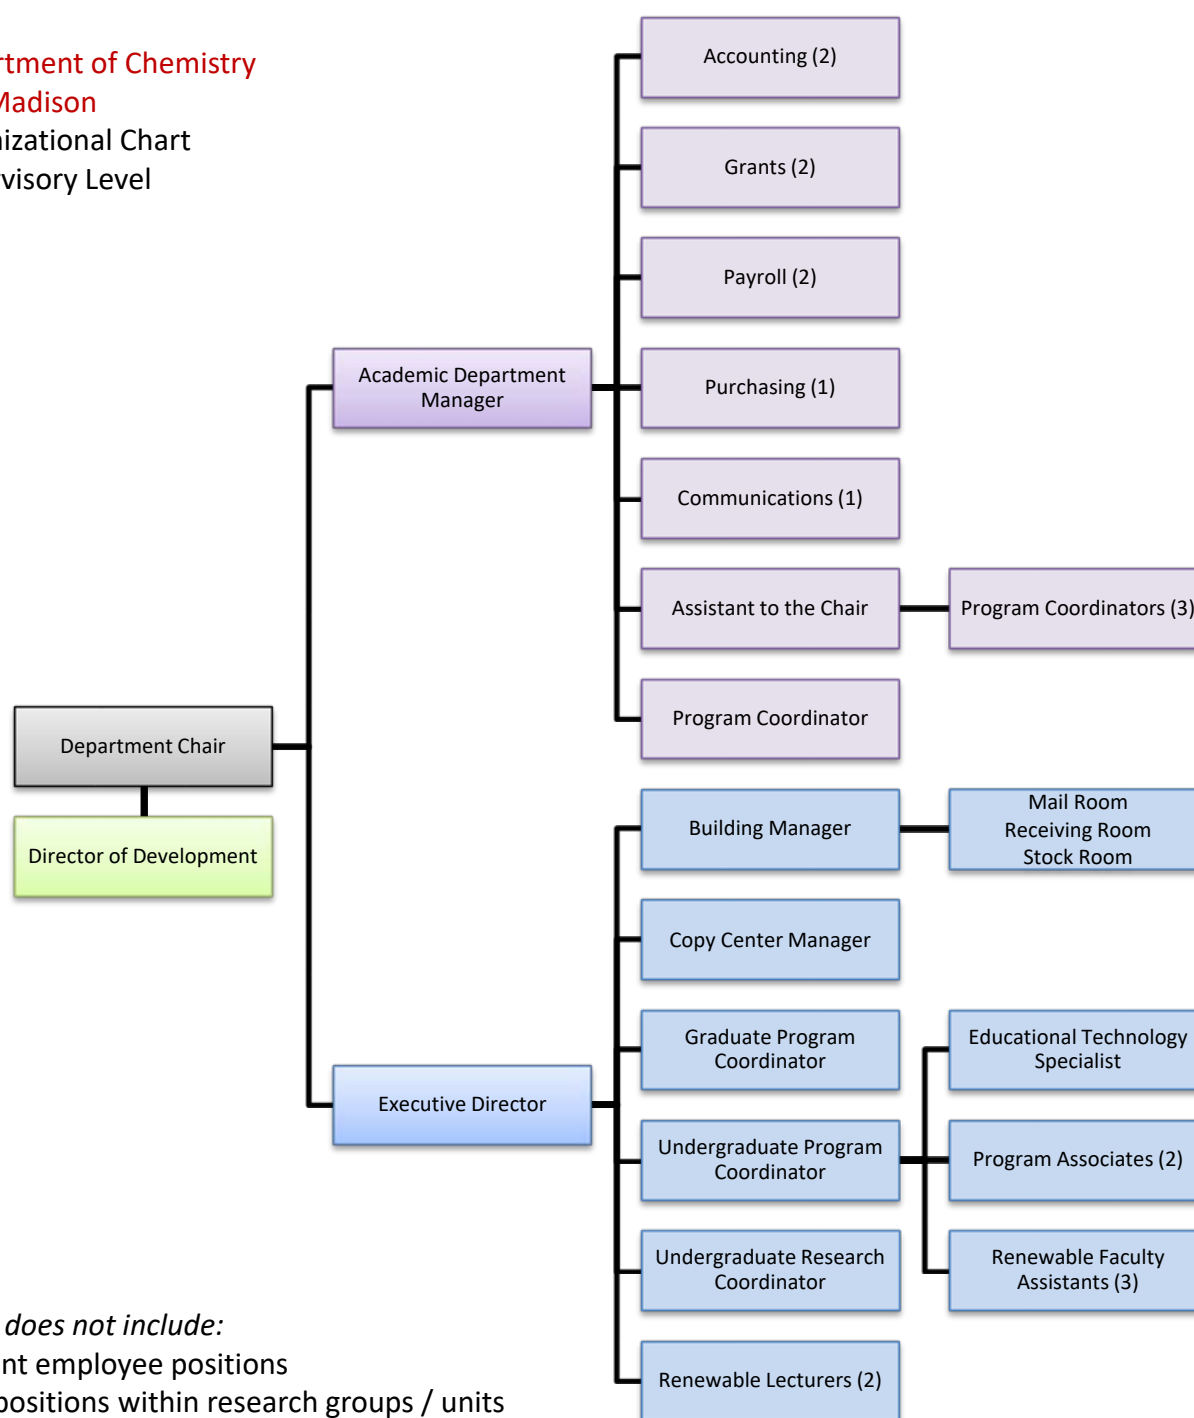 of Chemistry
Madison
Chart
Level
Accounting (2)
Grants (2)
Payroll (2)
Academic Department
Manager
Purchasing (1)
Communications (1)
Assistant to the Chair
Program Coordinators (3)
Program Coordinator
Department Chair
Director of Development
Building Manager
Mail Room
Receiving Room
Stock Room
Copy Center Manager
Graduate Program
Coordinator
Educational Technology
Specialist
Executive Director
Undergraduate Program
Coordinator
Program Associates (2)
Undergraduate Research
Coordinator
Renewable Faculty
Assistants (3)
Renewable Lecturers (2)
does not include:
employee positions
positions within research groups / units